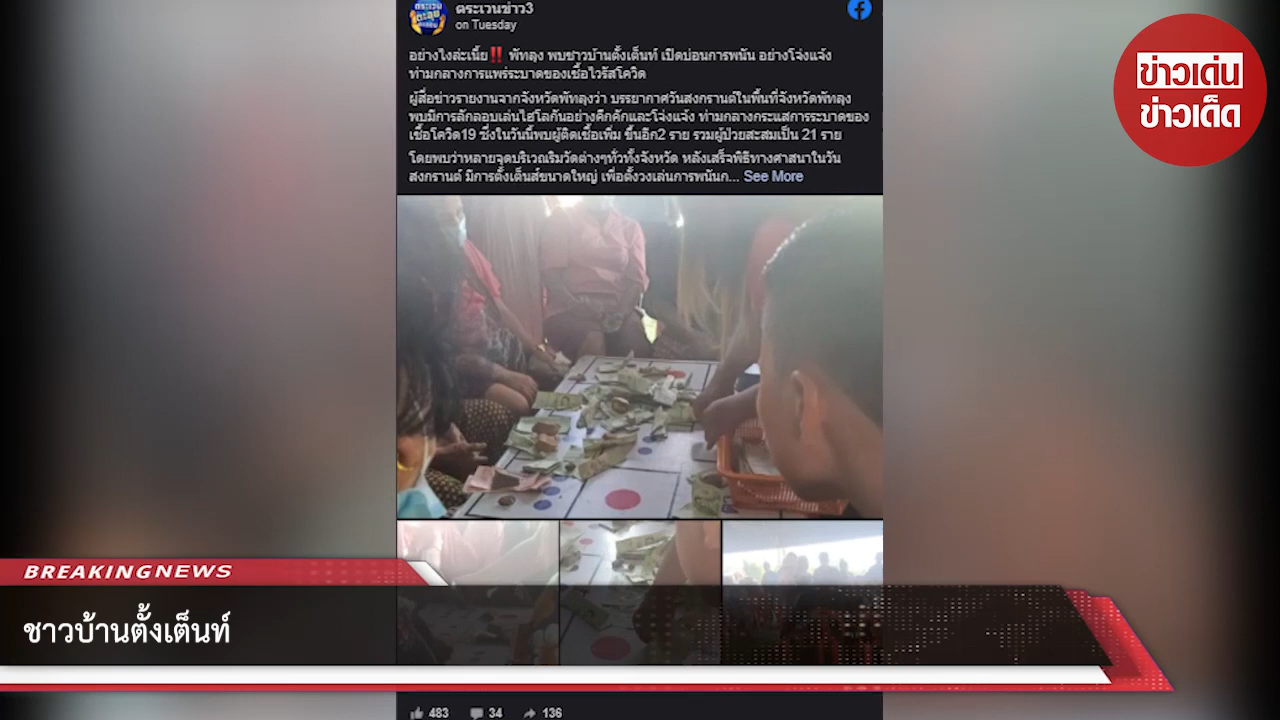 ตระเวนข่าว3
on Tuesday
อย่างไงล่ะเนี้ย‼️ พัทลุง พบชาวบ้านตั้งเต็นท์ เปิดบ่อนการพนัน อย่างโจ่งแจ้ง
ท่ามกลางการแพร่ระบาดของเชื้อไวรัสโควิด
ผู้สื่อข่าวรายงานจากจังหวัดพัทลุงว่า บรรยากาศวันสงกรานต์ในพื้นที่จังหวัดพัทลุง
พบมีการลักลอบเล่นไฮโลกันอย่างคึกคักและโจ่งแจ้ง ท่ามกลางกระแสการระบาดของ
เชื้อโควิด19 ซึ่งในวันนี้พบผู้ติดเชื้อเพิ่ม ขึ้นอีก2 ราย รวมผู้ป่วยสะสมเป็น 21 ราย
โดยพบว่าหลายจุดบริเวณริมวัดต่างๆทั่วทั้งจังหวัด หลังเสร็จพิธีทางศาสนาในวัน
สงกรานต์ มีการตั้งเต็นส์ขนาดใหญ่ เพื่อตั้งวงเล่นการพนันก... See More
ข่าวเด่น
ข่าวเด็ด
BREAKING NEWS
ชาวบ้านตั้งเต็นท์
483 34 136